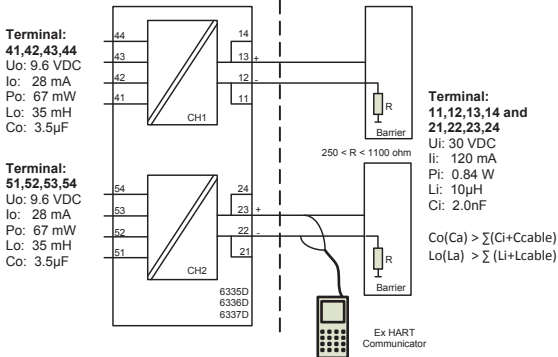 Terminal:
41,42,43,44
Uo: 9.6 VDC
Io: 28 mA
Po: 67 mW
Lo: 35 mH
Co: 3.5µF
44
43
42
41
CH1
14
13 +
12 -
11
R
Barrier
250 < R < 1100 ohm
Terminal:
51,52,53,54
Uo: 9.6 VDC
Io: 28 mA
Po: 67 mW
Lo: 35 mH
Co: 3.5µF
54
53
52
51
CH2
24
23 +
22 -
21
6335D
6336D
6337D
R
Barrier
Ex HART
Communicator
Terminal:
11,12,13,14 and
21,22,23,24
Ui: 30 VDC
Ii: 120 mA
Pi: 0.84 W
Li: 10µH
Ci: 2.0nF
Co(Ca) > ∑(Ci+Ccable)
Lo(La) > ∑ (Li+Lcable)